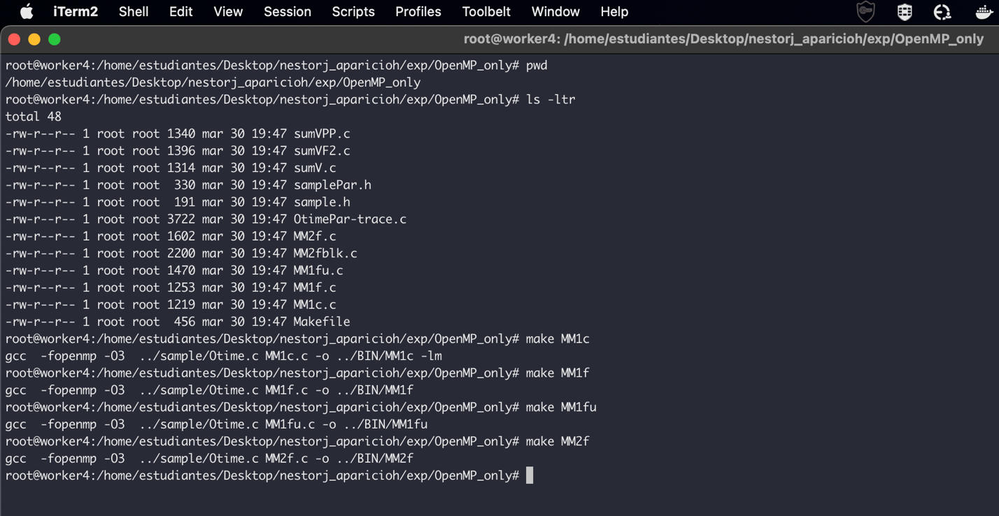 iTerm2 Shell Edit View Session Scripts Profiles Toolbelt Window Help
root@worker4: /home/estudiantes/Desktop/nestorj_aparicioh/exp/OpenMP_only
root@worker4:/home/estudiantes/Desktop/nestorj_aparicioh/exp/OpenMP_only# pwd
/home/estudiantes/Desktop/nestorj_aparicioh/exp/OpenMP_only
root@worker4:/home/estudiantes/Desktop/nestorj_aparicioh/exp/OpenMP_only# ls -ltr
total 48
-rw-r--r-- 1 root root 1340 mar 30 19:47 sumVPP.c
-rw-r--r-- 1 root root 1396 mar 30 19:47 sumVF2.c
-rw-r--r-- 1 root root 1314 mar 30 19:47 sumV.c
-rw-r--r-- 1 root root  330 mar 30 19:47 samplePar.h
-rw-r--r-- 1 root root  191 mar 30 19:47 sample.h
-rw-r--r-- 1 root root 3722 mar 30 19:47 OtimePar-trace.c
-rw-r--r-- 1 root root 1602 mar 30 19:47 MM2f.c
-rw-r--r-- 1 root root 2200 mar 30 19:47 MM2fblk.c
-rw-r--r-- 1 root root 1470 mar 30 19:47 MM1fu.c
-rw-r--r-- 1 root root 1253 mar 30 19:47 MM1f.c
-rw-r--r-- 1 root root 1219 mar 30 19:47 MM1c.c
-rw-r--r-- 1 root root  456 mar 30 19:47 Makefile
root@worker4:/home/estudiantes/Desktop/nestorj_aparicioh/exp/OpenMP_only# make MM1c
gcc  -fopenmp -O3  ../sample/Otime.c MM1c.c -o ../BIN/MM1c -lm
root@worker4:/home/estudiantes/Desktop/nestorj_aparicioh/exp/OpenMP_only# make MM1f
gcc  -fopenmp -O3  ../sample/Otime.c MM1f.c -o ../BIN/MM1f
root@worker4:/home/estudiantes/Desktop/nestorj_aparicioh/exp/OpenMP_only# make MM1fu
gcc  -fopenmp -O3  ../sample/Otime.c MM1fu.c -o ../BIN/MM1fu
root@worker4:/home/estudiantes/Desktop/nestorj_aparicioh/exp/OpenMP_only# make MM2f
gcc  -fopenmp -O3  ../sample/Otime.c MM2f.c -o ../BIN/MM2f
root@worker4:/home/estudiantes/Desktop/nestorj_aparicioh/exp/OpenMP_only#